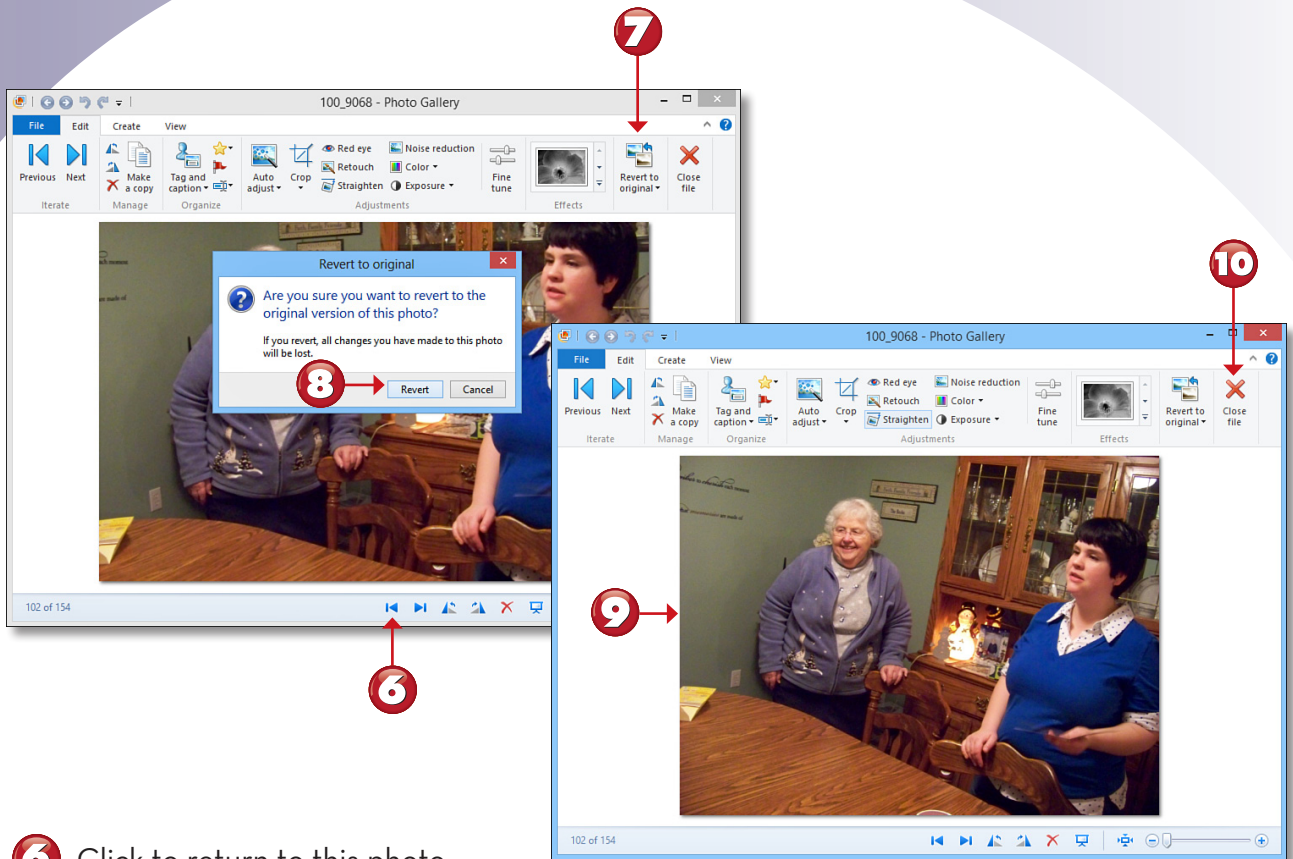 7
100_9068 - Photo Gallery
File Edit Create View
Previous Next
Make a copy
Tag and caption
Auto adjust
Crop
Red eye
Retouch
Straighten
Noise reduction
Color
Exposure
Fine tune
Revert to original
Close file
Iterate Manage Organize Adjustments Effects
Revert to original
Are you sure you want to revert to the
original version of this photo?
If you revert, all changes you have made to this photo
will be lost.
8
Revert Cancel
102 of 154
6
10
100_9068 - Photo Gallery
File Edit Create View
Previous Next
Make a copy
Tag and caption
Auto adjust
Crop
Red eye
Retouch
Straighten
Noise reduction
Color
Exposure
Fine tune
Revert to original
Close file
Iterate Manage Organize Adjustments Effects
9
102 of 154
6 Click to return to this photo